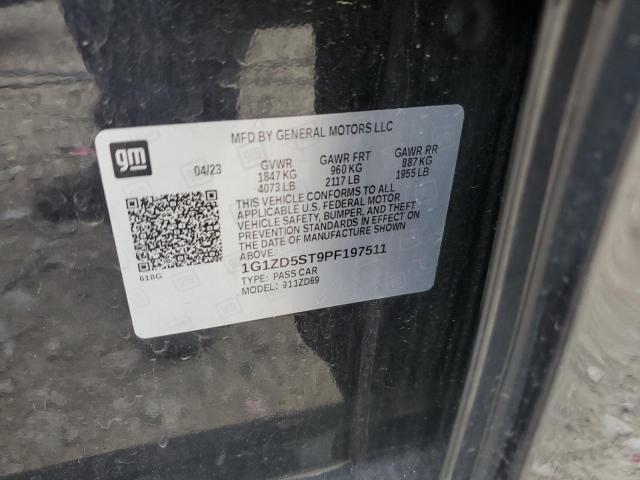 MFD BY GENERAL MOTORS LLC
gm
04/23 GVWR GAWR FRT GAWR RR
1847 KG 960 KG 887 KG
4073 LB 2117 LB 1955 LB
THIS VEHICLE CONFORMS TO ALL
APPLICABLE U.S. FEDERAL MOTOR
VEHICLE SAFETY, BUMPER, AND THEFT
PREVENTION STANDARDS IN EFFECT ON
THE DATE OF MANUFACTURE SHOWN
ABOVE.
1G1ZD5ST9PF197511
618G
TYPE: PASS CAR
MODEL: 911ZD69